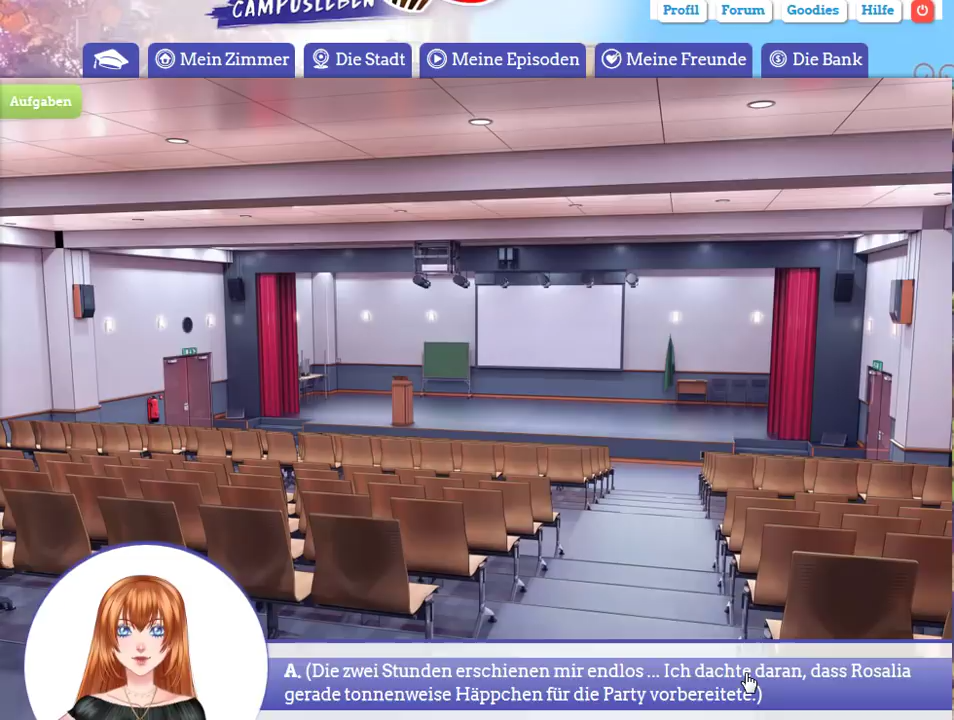 CAMPUSLEBEN
Profil Forum Goodies Hilfe
Mein Zimmer Die Stadt Meine Episoden Meine Freunde Die Bank
Aufgaben
A. (Die zwei Stunden erschienen mir endlos ... Ich dachte daran, dass Rosalia
gerade tonnenweise Häppchen für die Party vorbereitete.)